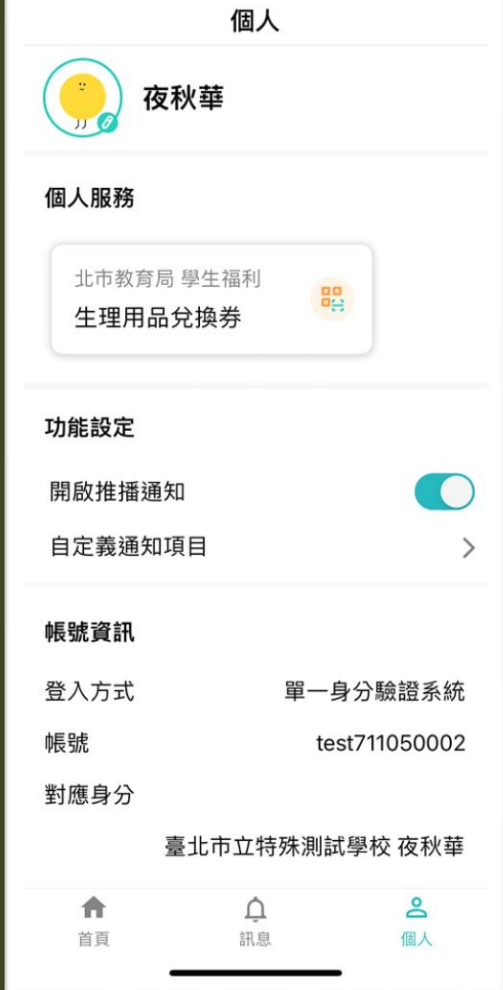 個人
夜秋華
個人服務
北市教育局 學生福利
生理用品兌換券
功能設定
開啟推播通知
自定義通知項目
帳號資訊
登入方式 單一身分驗證系統
帳號 test711050002
對應身分
臺北市立特殊測試學校 夜秋華
首頁 訊息 個人